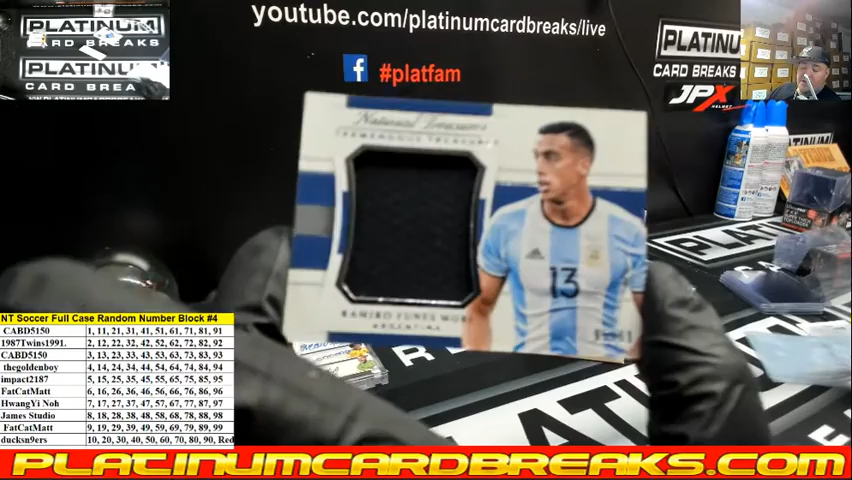 youtube.com/platinumcardbreaks/live
#platfam
PLATINUM
CARD BREAKS
PLATINU
CARD BREA
PLATINUM
CARD BREAKS
JPX
National Treasures
TREMENDOUS TREASURES
RAMIRO FUNES MOR
ARGENTINA
13
NT Soccer Full Case Random Number Block #4
CABD5150 1, 11, 21, 31, 41, 51, 61, 71, 81, 91
1987Twins1991. 2, 12, 22, 32, 42, 52, 62, 72, 82, 92
CABD5150 3, 13, 23, 33, 43, 53, 63, 73, 83, 93
thegoldenboy 4, 14, 24, 34, 44, 54, 64, 74, 84, 94
impact2187 5, 15, 25, 35, 45, 55, 65, 75, 85, 95
FatCatMatt 6, 16, 26, 36, 46, 56, 66, 76, 86, 96
HwangYi Noh 7, 17, 27, 37, 47, 57, 67, 77, 87, 97
James Studio 8, 18, 28, 38, 48, 58, 68, 78, 88, 98
FatCatMatt 9, 19, 29, 39, 49, 59, 69, 79, 89, 99
ducksn9ers 10, 20, 30, 40, 50, 60, 70, 80, 90, Red
PLATINUMCARDBREAKS.COM